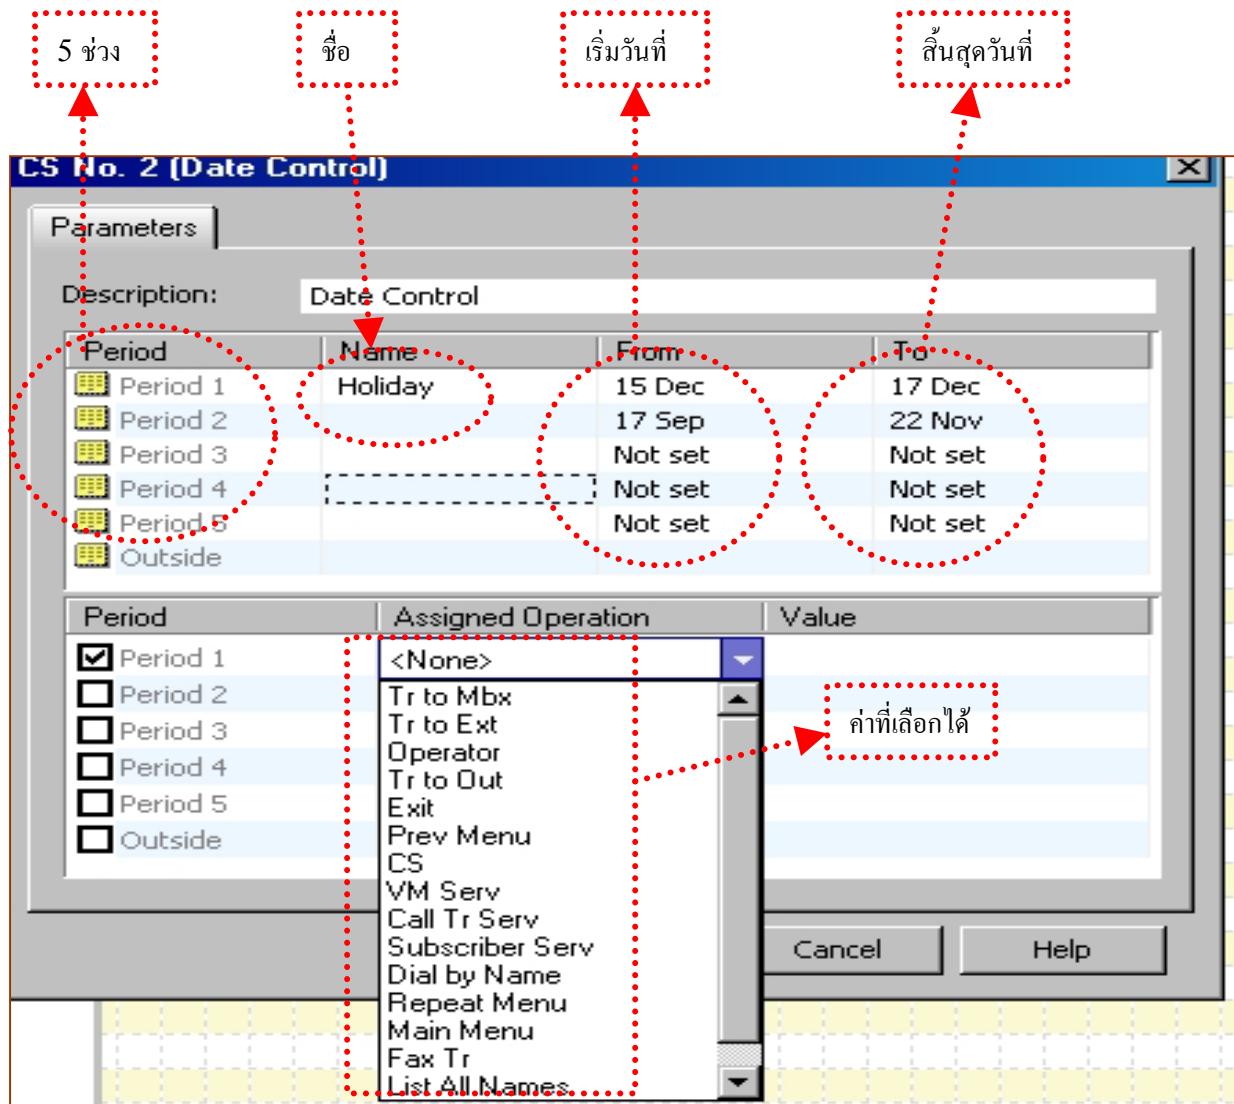 5 ช่วง ชื่อ เริ่มวันที่ สิ้นสุดวันที่
CS No. 2 (Date Control)
Parameters
Description: Date Control
Period Name From To
Period 1 Holiday 15 Dec 17 Dec
Period 2 17 Sep 22 Nov
Period 3 Not set Not set
Period 4 Not set Not set
Period 5 Not set Not set
Outside
Period Assigned Operation Value
Period 1 <None>
Period 2 Tr to Mbx
Period 3 Tr to Ext
ค่าที่เลือกได้
Operator
Period 4 Tr to Out
Period 5 Exit
Outside Prev Menu
CS
VM Serv
Call Tr Serv
Subscriber Serv Cancel Help
Dial by Name
Repeat Menu
Main Menu
Fax Tr
List All Names